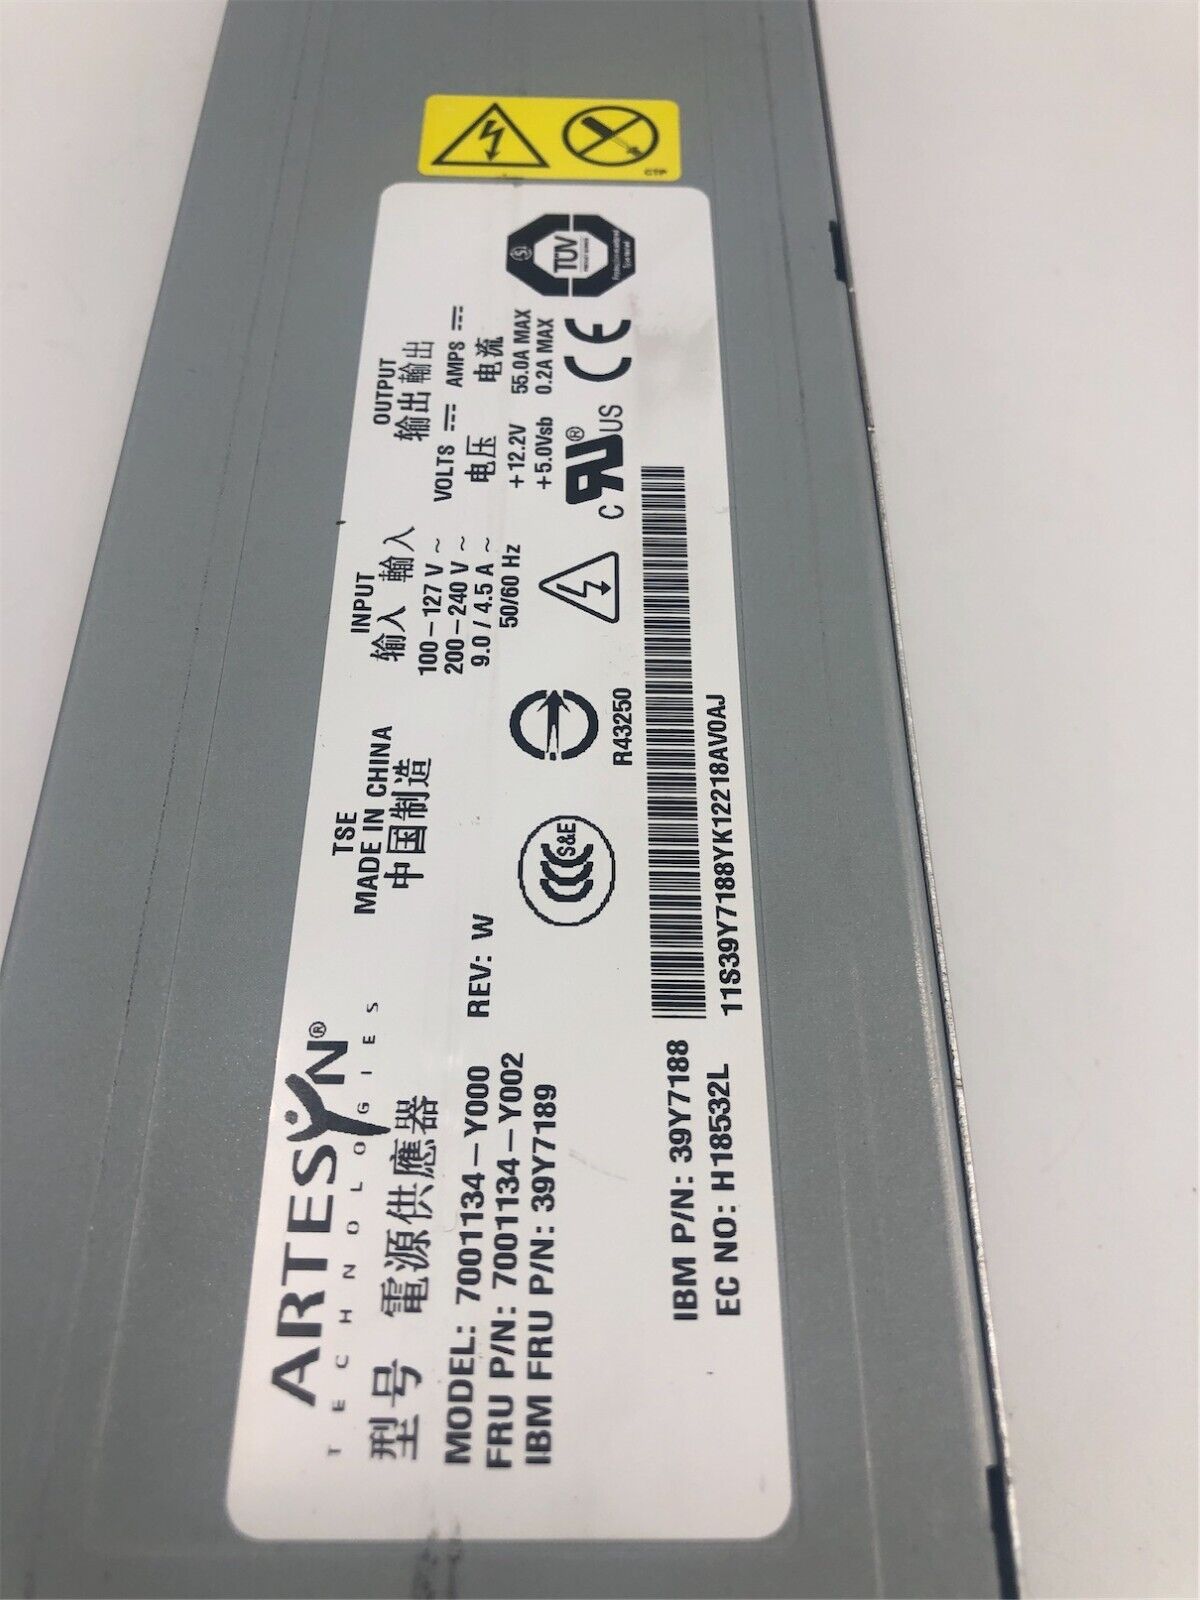 ARTESYN®
TECHNOLOGIES
型号 電源供應器
MODEL: 7001134-Y000 REV: W
FRU P/N: 7001134-Y002
IBM FRU P/N: 39Y7189
IBM P/N: 39Y7188
EC NO: H18532L
TSE
MADE IN CHINA
中国制造
S&E
R43250
11S39Y7188YK12218AV0AJ
INPUT
输入 輸入
100-127 V ~
200-240 V ~
9.0 / 4.5 A ~
50/60 Hz
OUTPUT
输出 輸出
VOLTS ⎓ AMPS ⎓
电压 电流
+12.2V 55.0A MAX
+5.0Vsb 0.2A MAX
C RU® US CE
TÜV
CTP